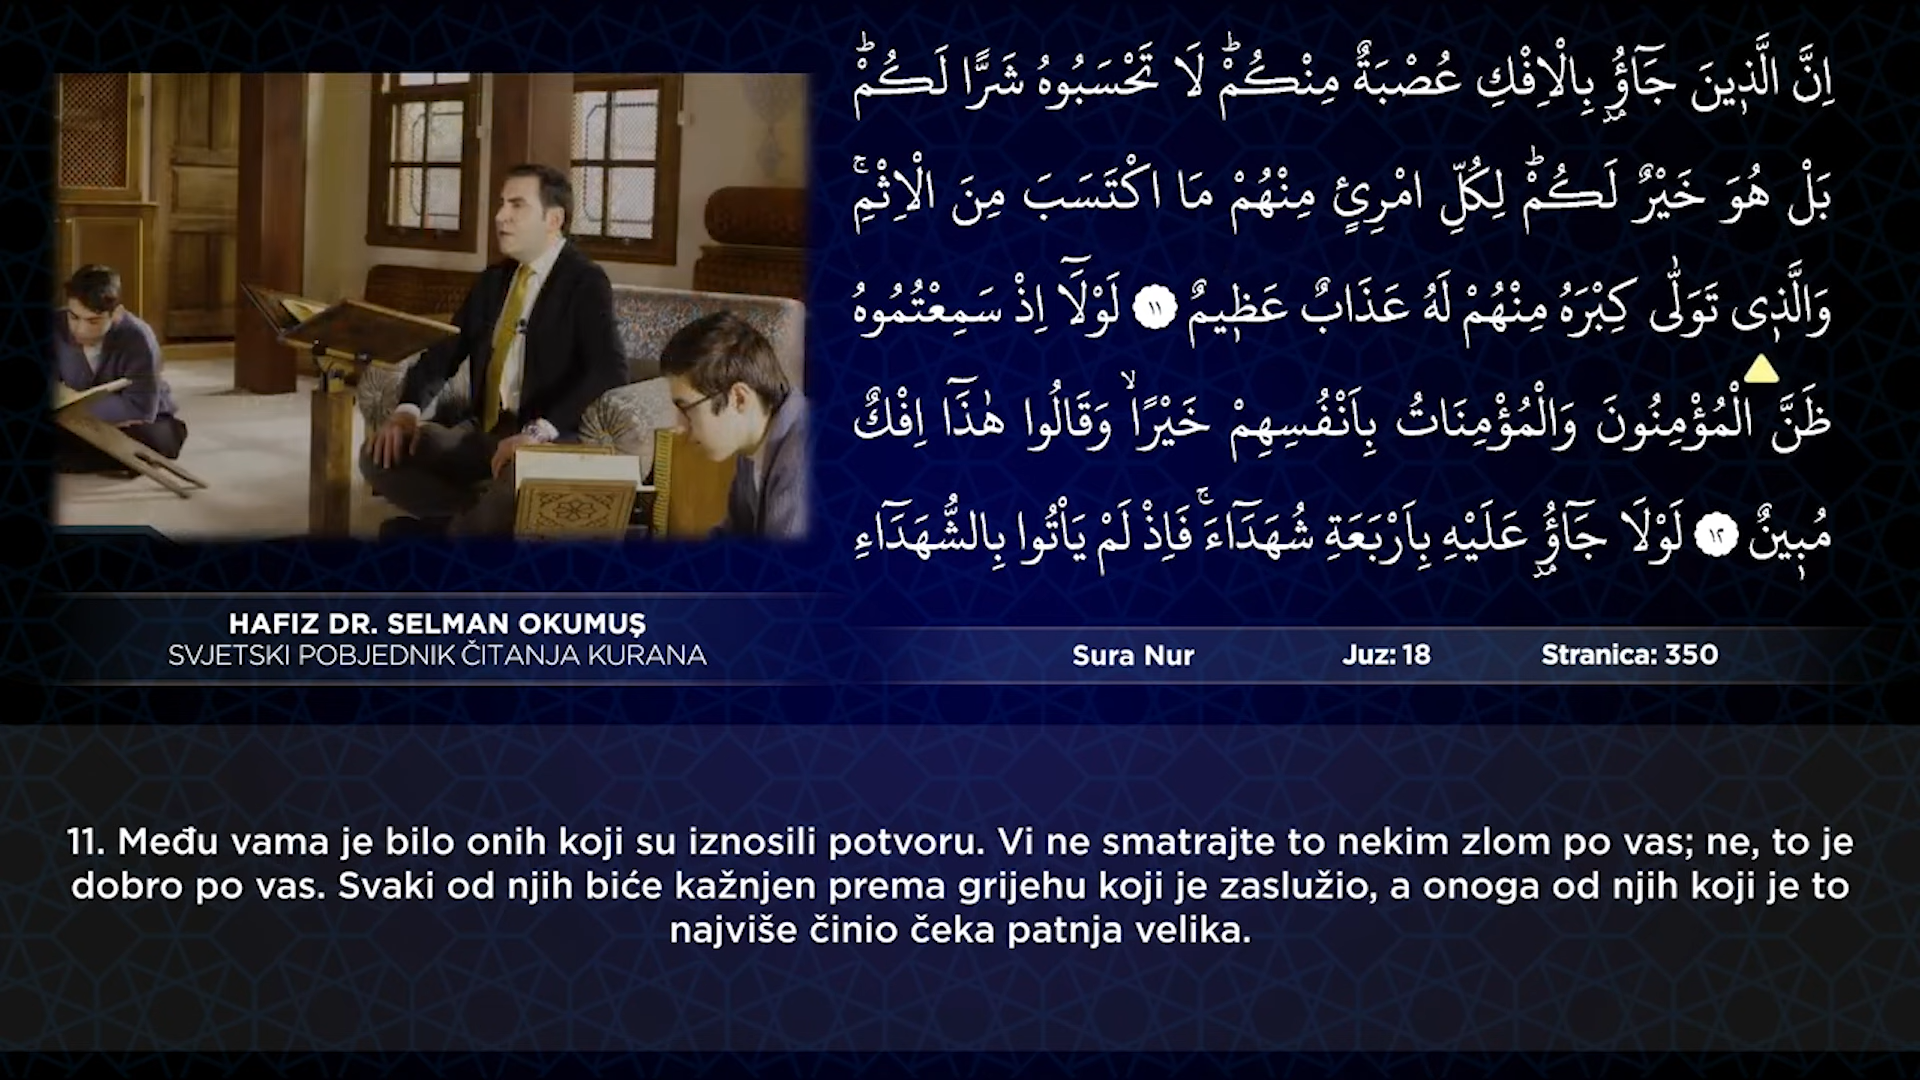 اِنَّ الَّذ۪ينَ جَٓاؤُ۫ بِالْاِفْكِ عُصْبَةٌ مِنْكُمْۜ لَا تَحْسَبُوهُ شَرًّا لَكُمْۜ
بَلْ هُوَ خَيْرٌ لَكُمْۜ لِكُلِّ امْرِئٍ مِنْهُمْ مَا اكْتَسَبَ مِنَ الْاِثْمِۚ
وَالَّذ۪ى تَوَلّٰى كِبْرَهُ مِنْهُمْ لَهُ عَذَابٌ عَظ۪يمٌ ١١ لَوْلَٓا اِذْ سَمِعْتُمُوهُ
ظَنَّ الْمُؤْمِنُونَ وَالْمُؤْمِنَاتُ بِاَنْفُسِهِمْ خَيْرًاۙ وَقَالُوا هٰذَٓا اِفْكٌ
مُب۪ينٌ ١٢ لَوْلَا جَٓاؤُ۫ عَلَيْهِ بِاَرْبَعَةِ شُهَدَٓاءَۚ فَاِذْ لَمْ يَأْتُوا بِالشُّهَدَٓاءِ
HAFIZ DR. SELMAN OKUMUŞ
SVJETSKI POBJEDNIK ČITANJA KURANA
Sura Nur Juz: 18 Stranica: 350
11. Među vama je bilo onih koji su iznosili potvoru. Vi ne smatrajte to nekim zlom po vas; ne, to je
dobro po vas. Svaki od njih biće kažnjen prema grijehu koji je zaslužio, a onoga od njih koji je to
najviše činio čeka patnja velika.